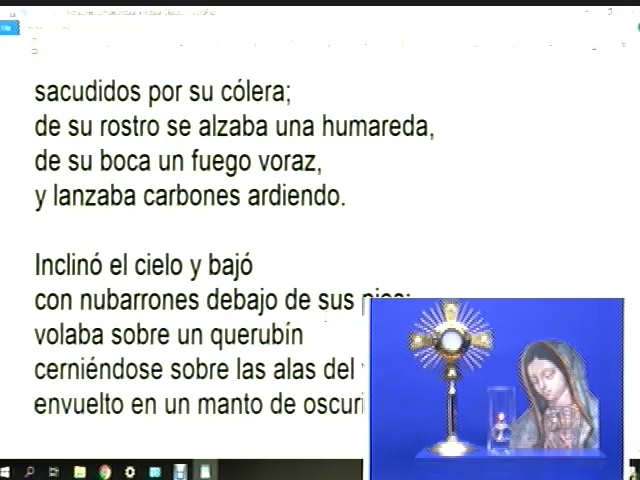 sacudidos por su cólera;
de su rostro se alzaba una humareda,
de su boca un fuego voraz,
y lanzaba carbones ardiendo.
Inclinó el cielo y bajó
con nubarrones debajo de sus
volaba sobre un querubín
cerniéndose sobre las alas del
envuelto en un manto de oscuri